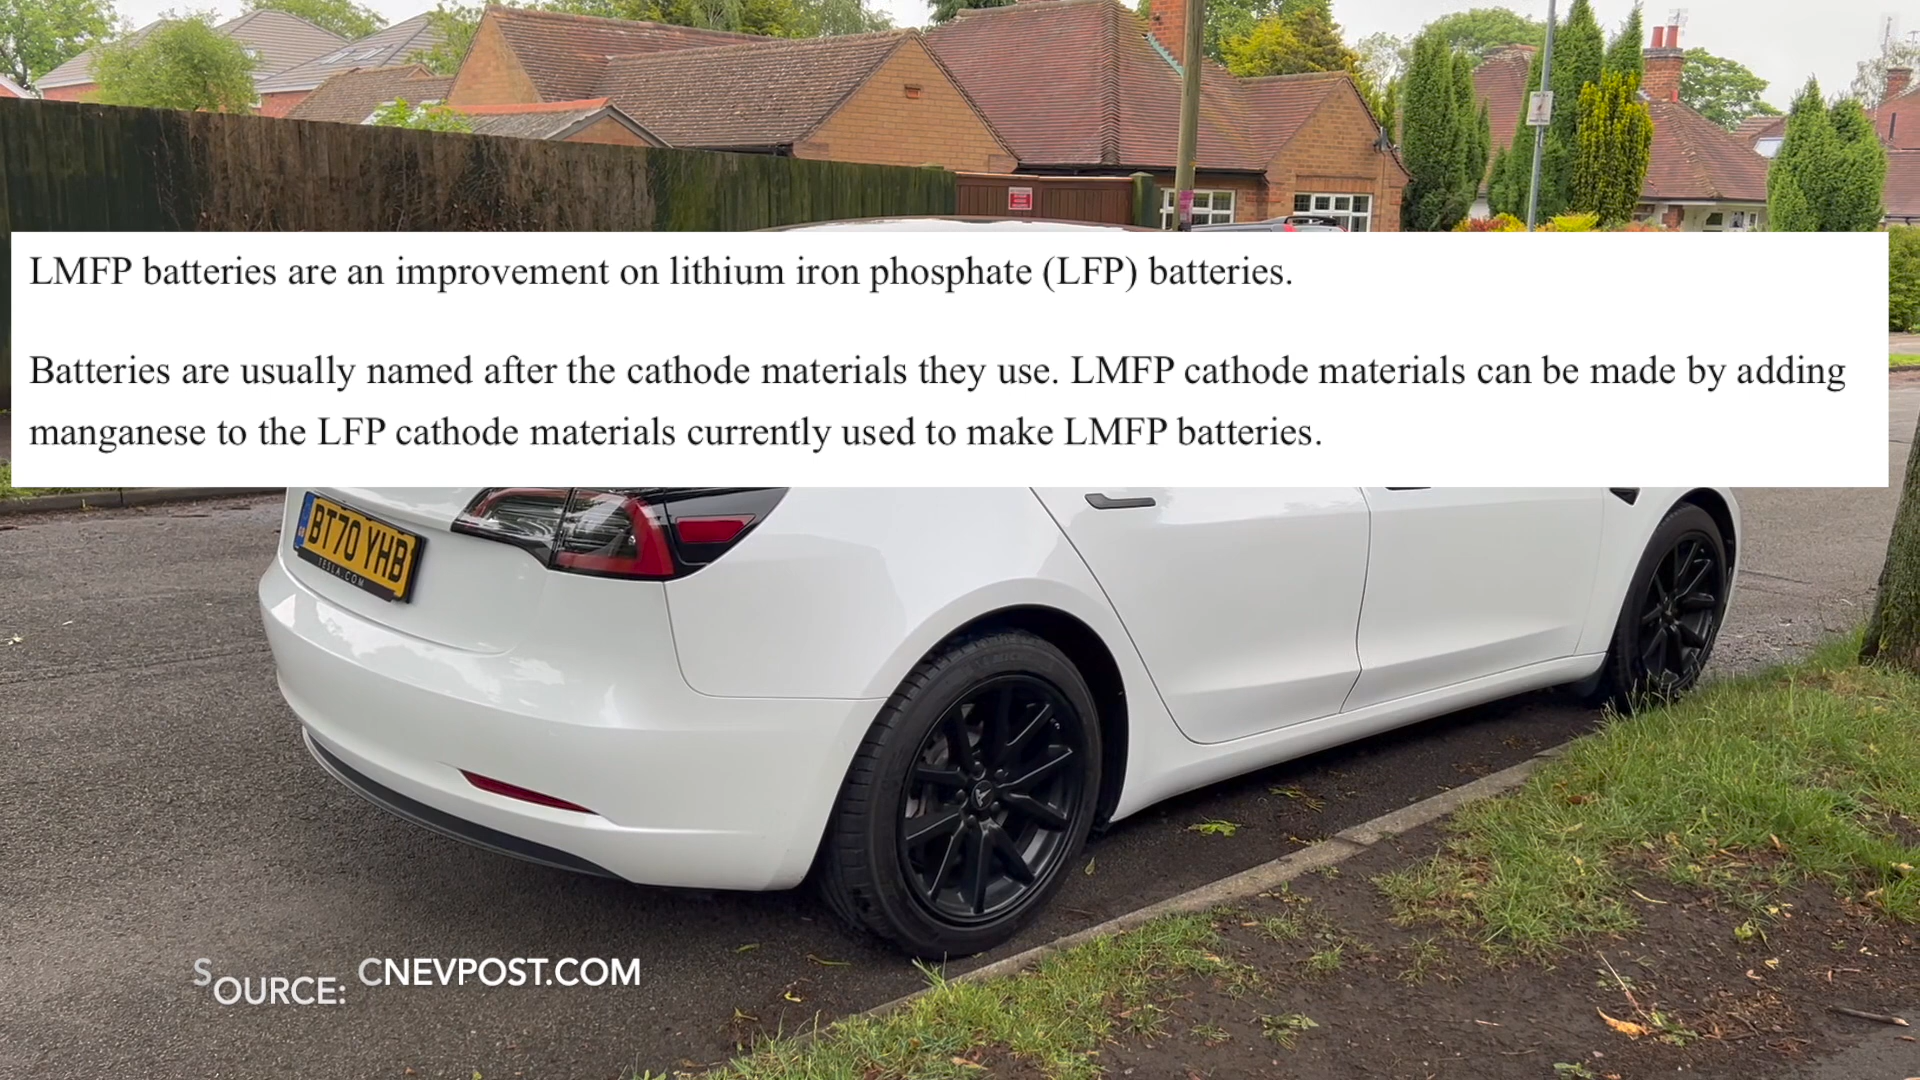 LMFP batteries are an improvement on lithium iron phosphate (LFP) batteries.
Batteries are usually named after the cathode materials they use. LMFP cathode materials can be made by adding
manganese to the LFP cathode materials currently used to make LMFP batteries.
BT70 YHB
TESLA.COM
SOURCE: CNEVPOST.COM